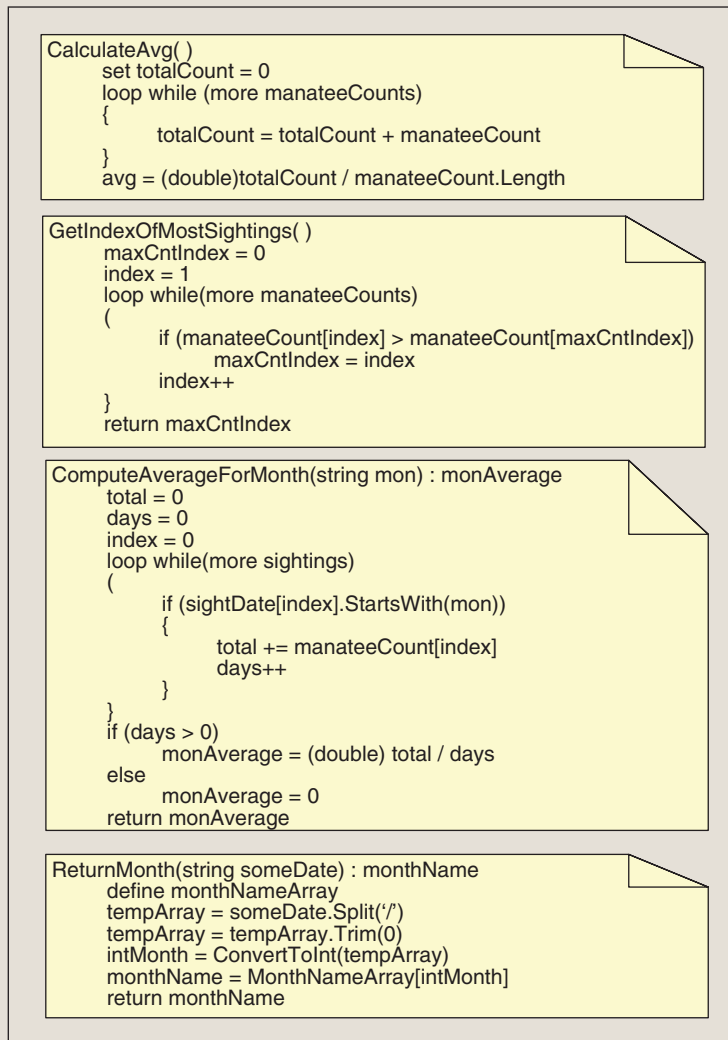 CalculateAvg( )
set totalCount = 0
loop while (more manateeCounts)
{
totalCount = totalCount + manateeCount
}
avg = (double)totalCount / manateeCount.Length
GetIndexOfMostSightings( )
maxCntIndex = 0
index = 1
loop while(more manateeCounts)
(
if (manateeCount[index] > manateeCount[maxCntIndex])
maxCntIndex = index
index++
}
return maxCntIndex
ComputeAverageForMonth(string mon) : monAverage
total = 0
days = 0
index = 0
loop while(more sightings)
(
if (sightDate[index].StartsWith(mon))
{
total += manateeCount[index]
days++
}
}
if (days > 0)
monAverage = (double) total / days
else
monAverage = 0
return monAverage
ReturnMonth(string someDate) : monthName
define monthNameArray
tempArray = someDate.Split(‘/’)
tempArray = tempArray.Trim(0)
intMonth = ConvertToInt(tempArray)
monthName = MonthNameArray[intMonth]
return monthName